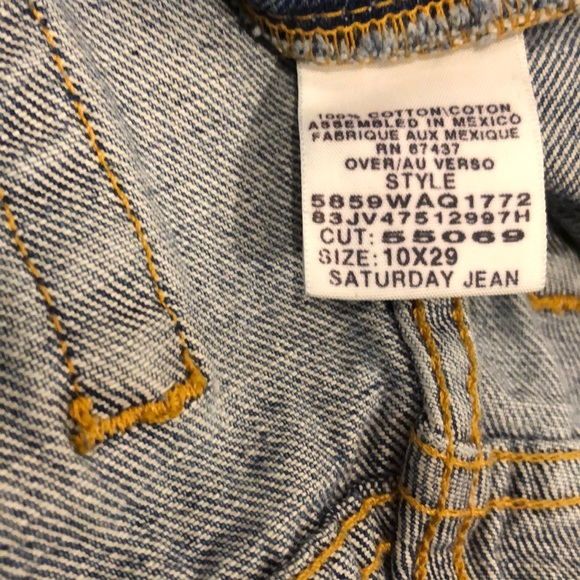 100% COTTON\COTON
ASSEMBLED IN MEXICO
FABRIQUE AUX MEXIQUE
RN 67437
OVER/AU VERSO
STYLE
5859WAQ1772
83JV47512997H
CUT: 55069
SIZE: 10X29
SATURDAY JEAN